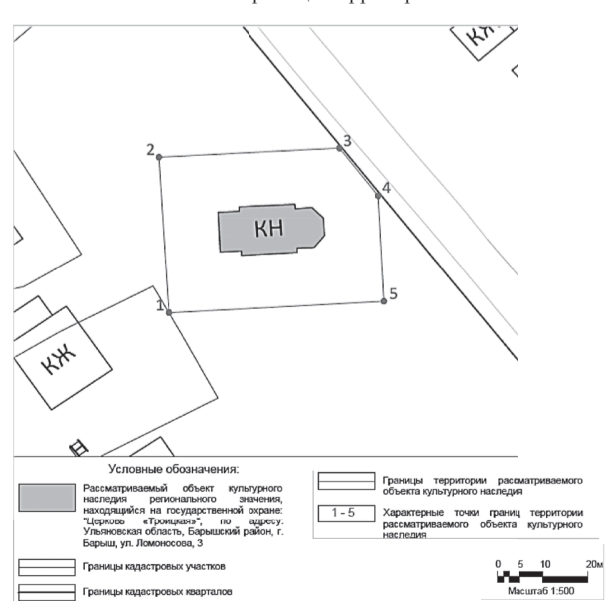 КЖ
2
3
4
КН
1
5
КЖ
Условные обозначения:
Рассматриваемый объект культурного
наследия регионального значения,
находящийся на государственной охране:
"Церковь «Троицкая»", по адресу:
Ульяновская область, Барышский район, г.
Барыш, ул. Ломоносова, 3
Границы кадастровых участков
Границы кадастровых кварталов
Границы территории рассматриваемого
объекта культурного наследия
1 - 5 Характерные точки границ территории
рассматриваемого объекта культурного
наследия
0 5 10 20м
Масштаб 1:500